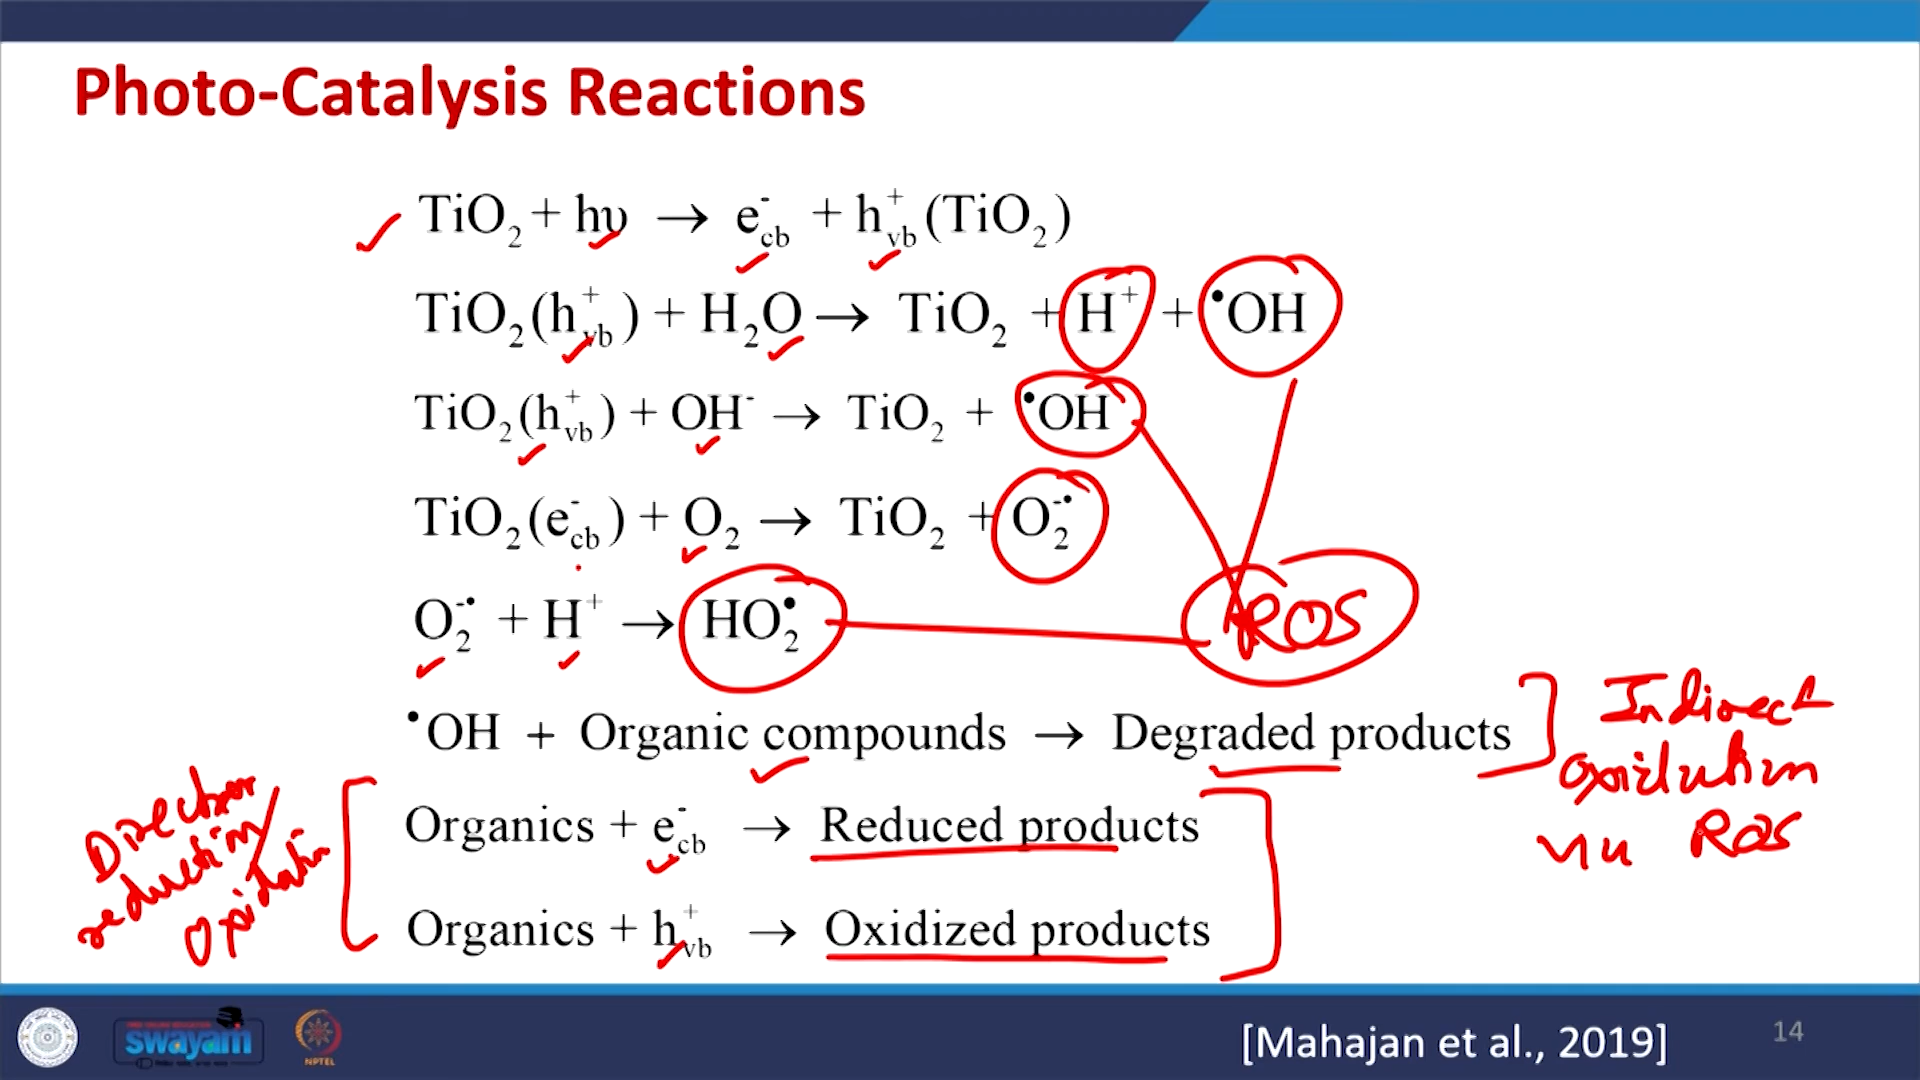 Photo-Catalysis Reactions
TiO₂ + hυ → e⁻cb + h⁺vb (TiO₂)
TiO₂(h⁺vb) + H₂O → TiO₂ + H⁺ + •OH
TiO₂(h⁺vb) + OH⁻ → TiO₂ + •OH
TiO₂(e⁻cb) + O₂ → TiO₂ + O₂⁻•
O₂⁻• + H⁺ → HO₂•
ROS
•OH + Organic compounds → Degraded products
Indirect
oxidation
via ROS
Organics + e⁻cb → Reduced products
Organics + h⁺vb → Oxidized products
reduction/
Oxidation
swayam
NPTEL
[Mahajan et al., 2019]
14